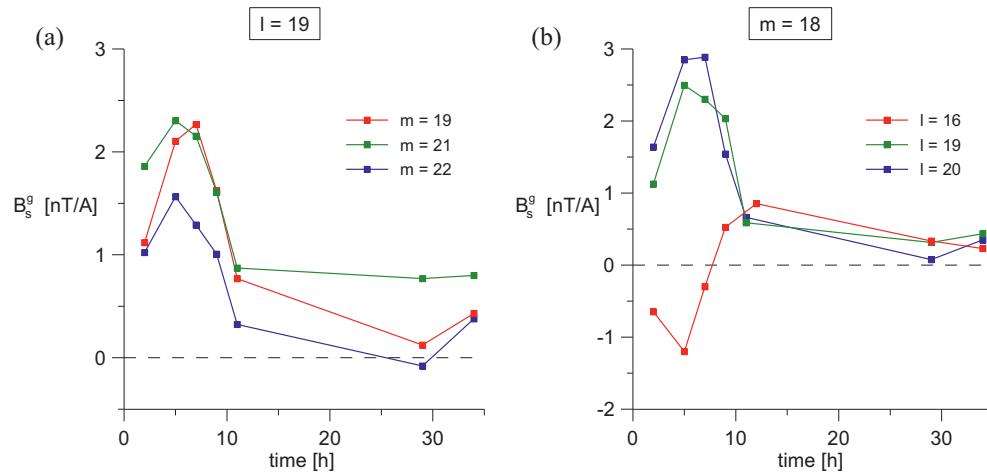 (a)
l = 19
3
2
1
0
B_s^g [nT/A]
m = 19
m = 21
m = 22
0
10
20
30
time [h]
(b)
m = 18
3
2
1
0
-1
-2
B_s^g [nT/A]
l = 16
l = 19
l = 20
0
10
20
30
time [h]